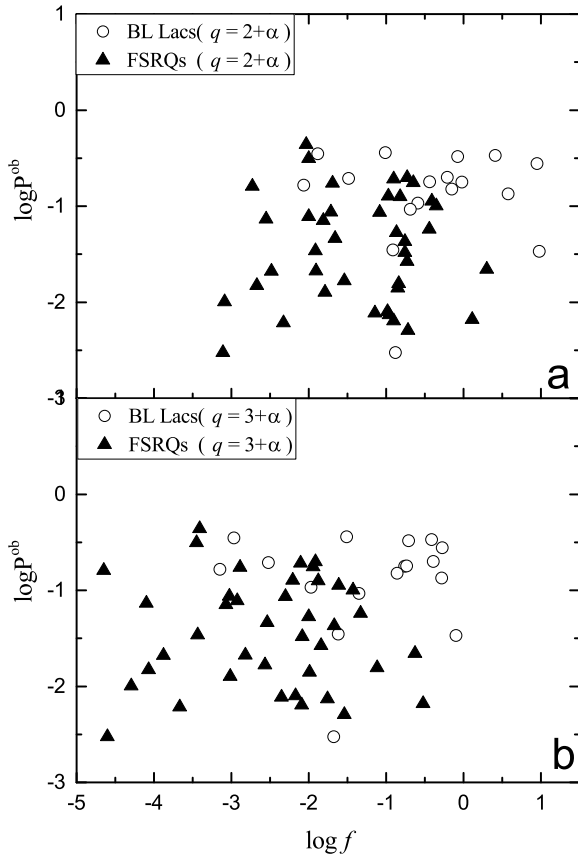 1
BL Lacs( q = 2+α )
FSRQs ( q = 2+α )
0
-1
-2
-3
logP^ob
a
1
BL Lacs( q = 3+α )
FSRQs ( q = 3+α )
0
-1
-2
-3
logP^ob
b
-5 -4 -3 -2 -1 0 1
log f